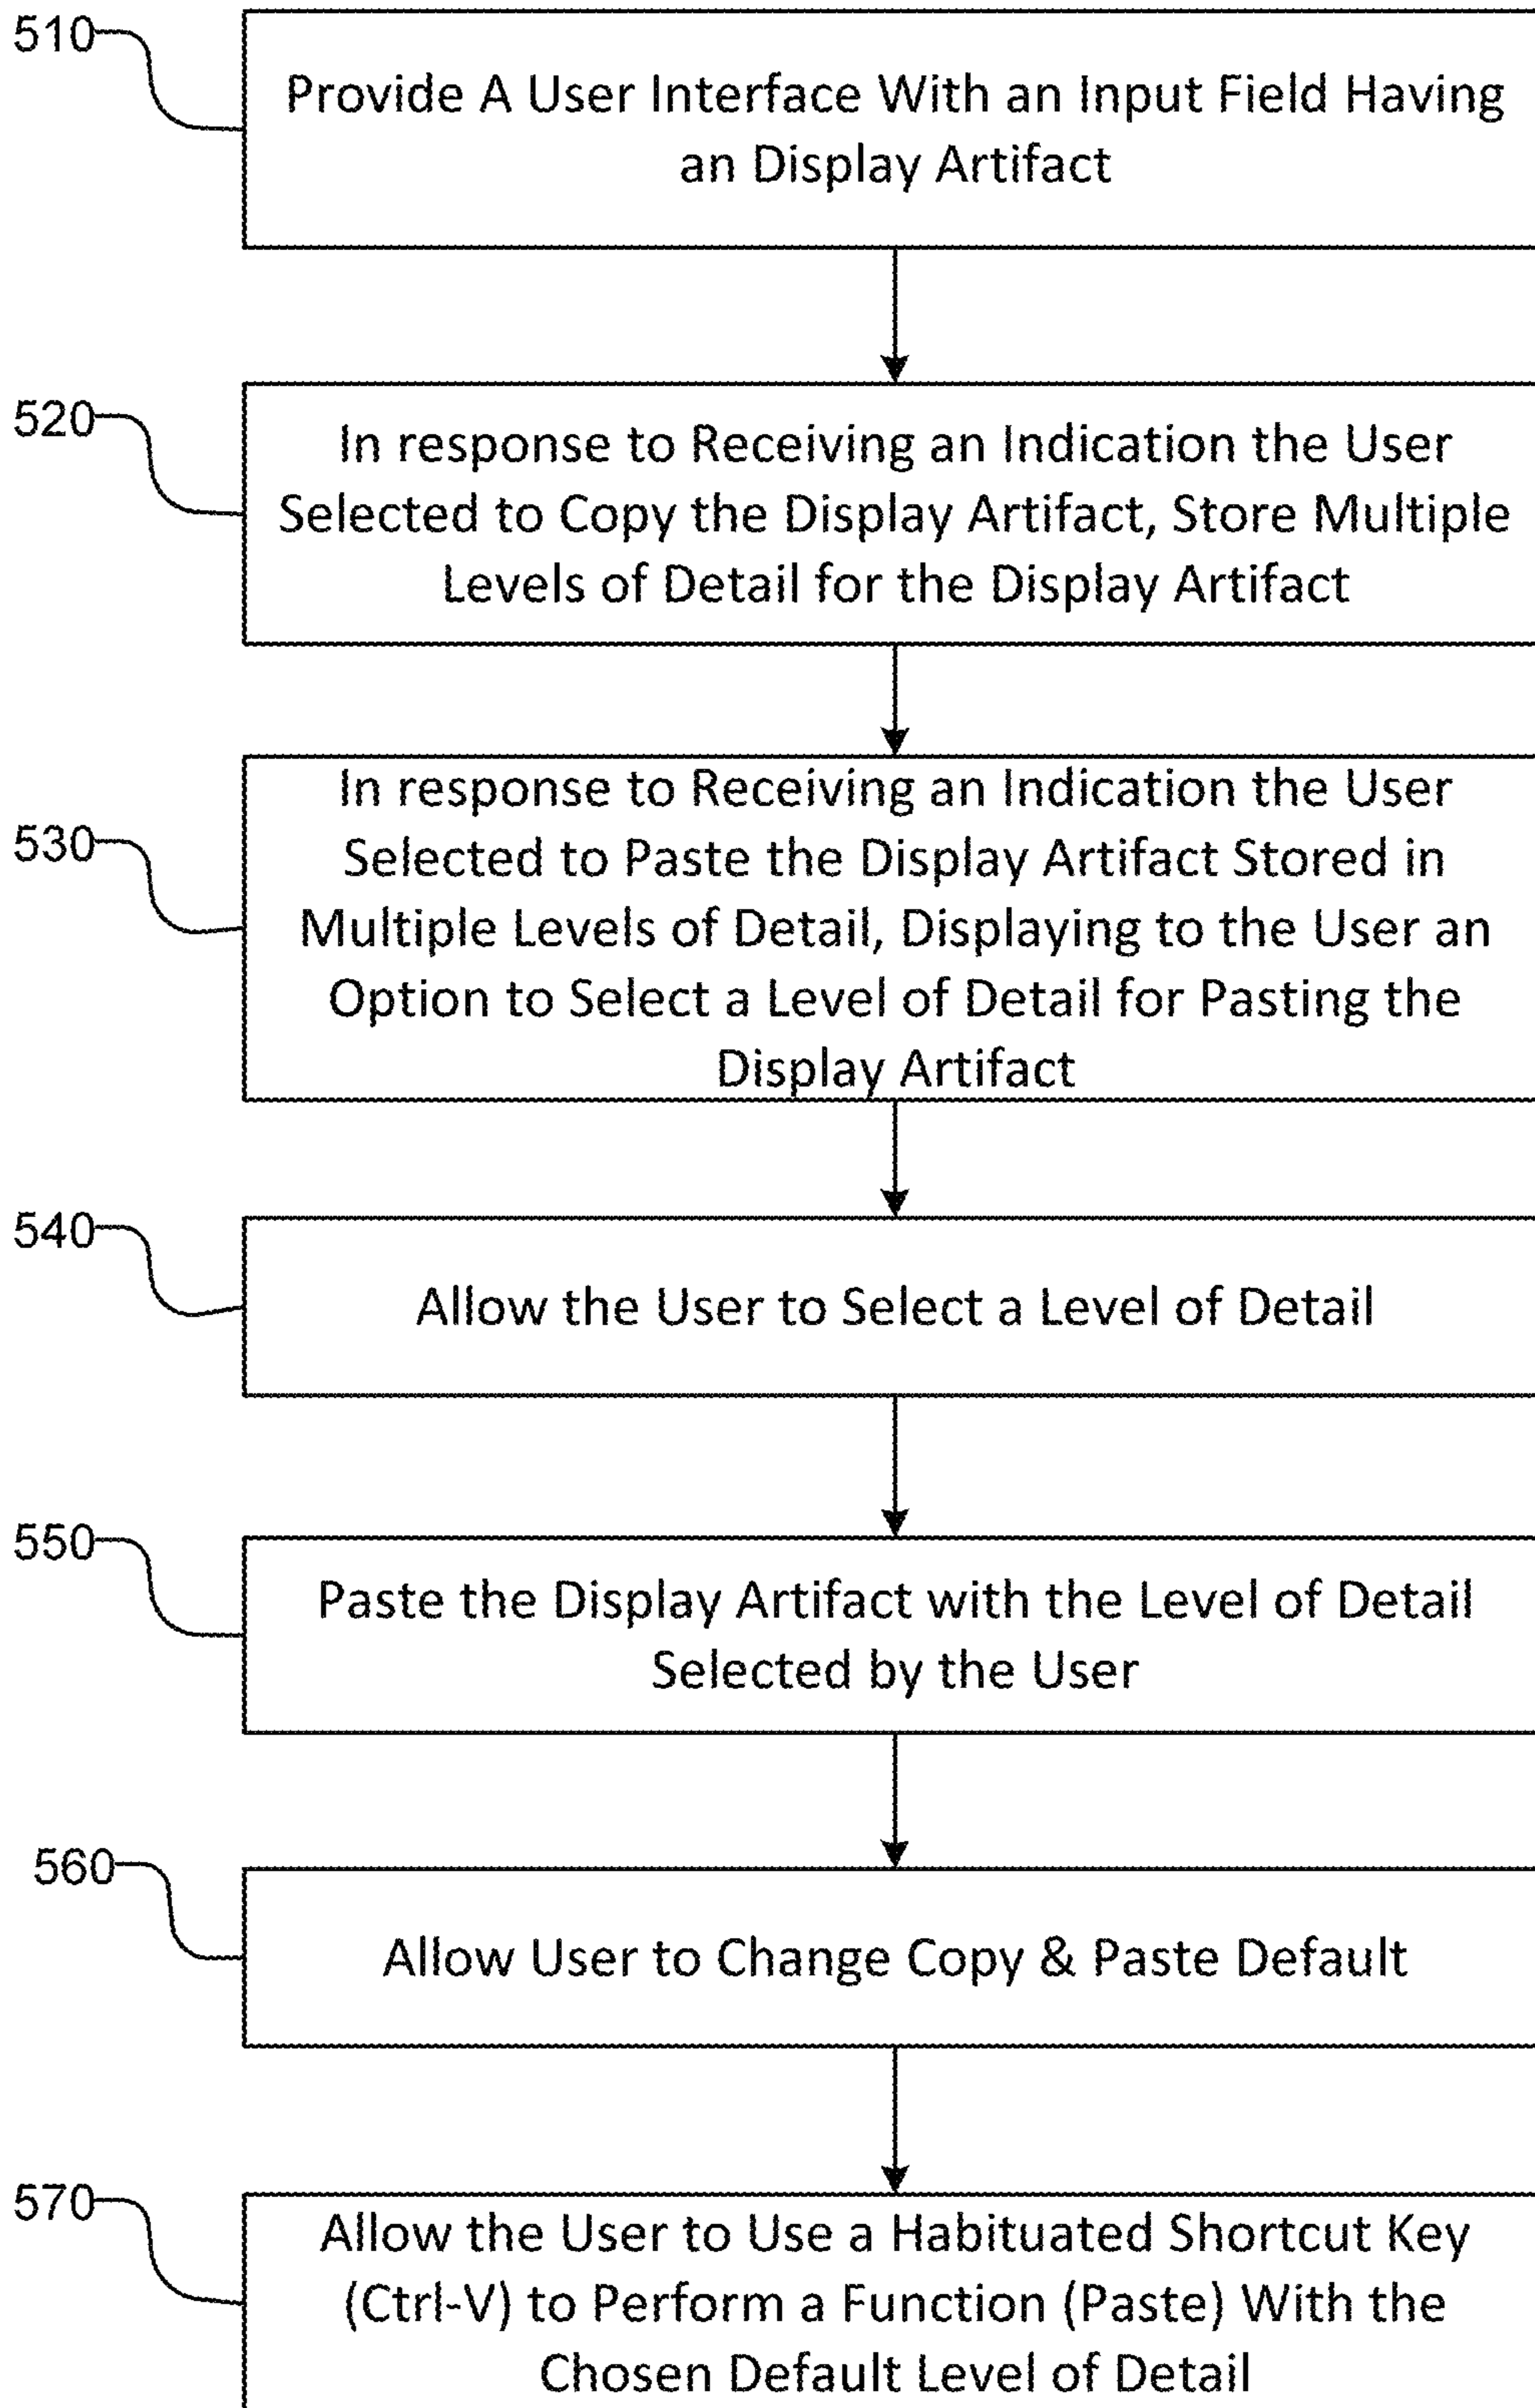 510
Provide A User Interface With an Input Field Having
an Display Artifact
520
In response to Receiving an Indication the User
Selected to Copy the Display Artifact, Store Multiple
Levels of Detail for the Display Artifact
530
In response to Receiving an Indication the User
Selected to Paste the Display Artifact Stored in
Multiple Levels of Detail, Displaying to the User an
Option to Select a Level of Detail for Pasting the
Display Artifact
540
Allow the User to Select a Level of Detail
550
Paste the Display Artifact with the Level of Detail
Selected by the User
560
Allow User to Change Copy & Paste Default
570
Allow the User to Use a Habituated Shortcut Key
(Ctrl-V) to Perform a Function (Paste) With the
Chosen Default Level of Detail